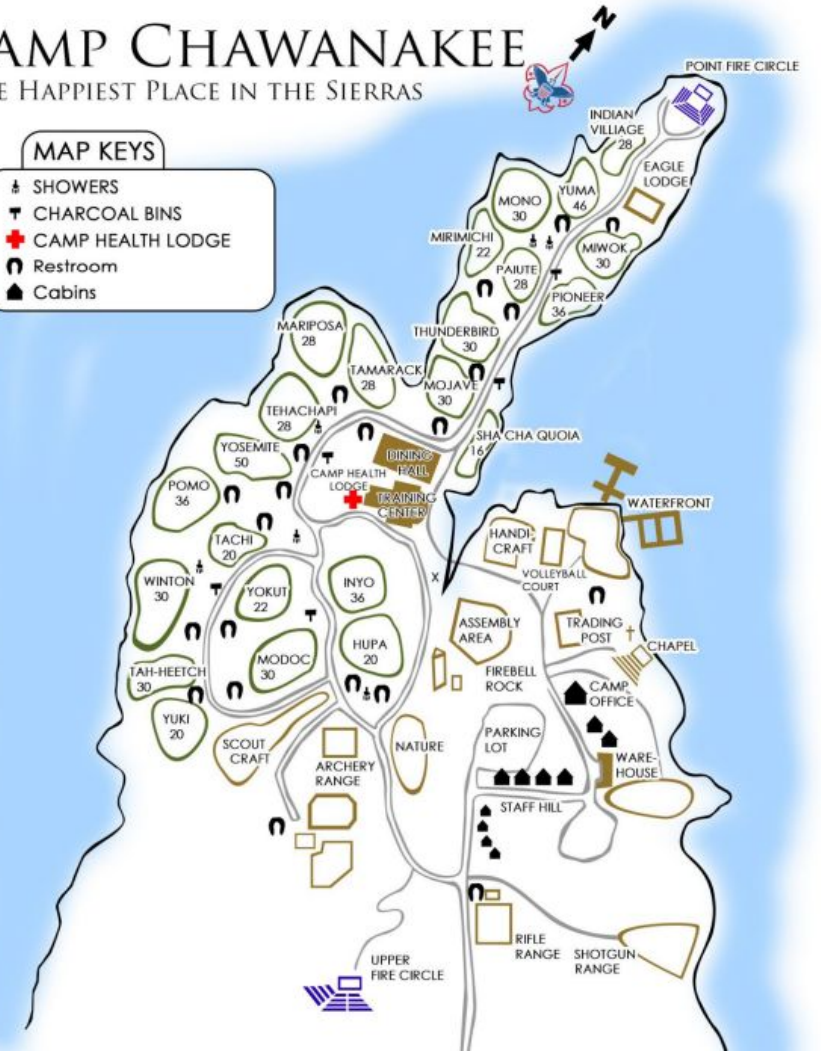 AMP CHAWANAKEE
E HAPPIEST PLACE IN THE SIERRAS
N
MAP KEYS
SHOWERS
CHARCOAL BINS
CAMP HEALTH LODGE
Restroom
Cabins
POINT FIRE CIRCLE
INDIAN
VILLIAGE
28
EAGLE
LODGE
YUMA
46
MONO
30
MIRIMICHI
22
MIWOK
30
PAIUTE
28
PIONEER
36
THUNDERBIRD
30
MARIPOSA
28
TAMARACK
28
MOJAVE
30
TEHACHAPI
28
SHA CHA QUOIA
16
YOSEMITE
50
DINING
HALL
CAMP HEALTH
LODGE
TRAINING
CENTER
POMO
36
WATERFRONT
HANDI-
CRAFT
TACHI
20
VOLLEYBALL
COURT
WINTON
30
YOKUT
22
INYO
36
X
ASSEMBLY
AREA
TRADING
POST
HUPA
20
CHAPEL
MODOC
30
TAH-HEETCH
30
FIREBELL
ROCK
CAMP
OFFICE
YUKI
20
SCOUT
CRAFT
NATURE
PARKING
LOT
ARCHERY
RANGE
WARE-
HOUSE
STAFF HILL
RIFLE
RANGE
SHOTGUN
RANGE
UPPER
FIRE CIRCLE